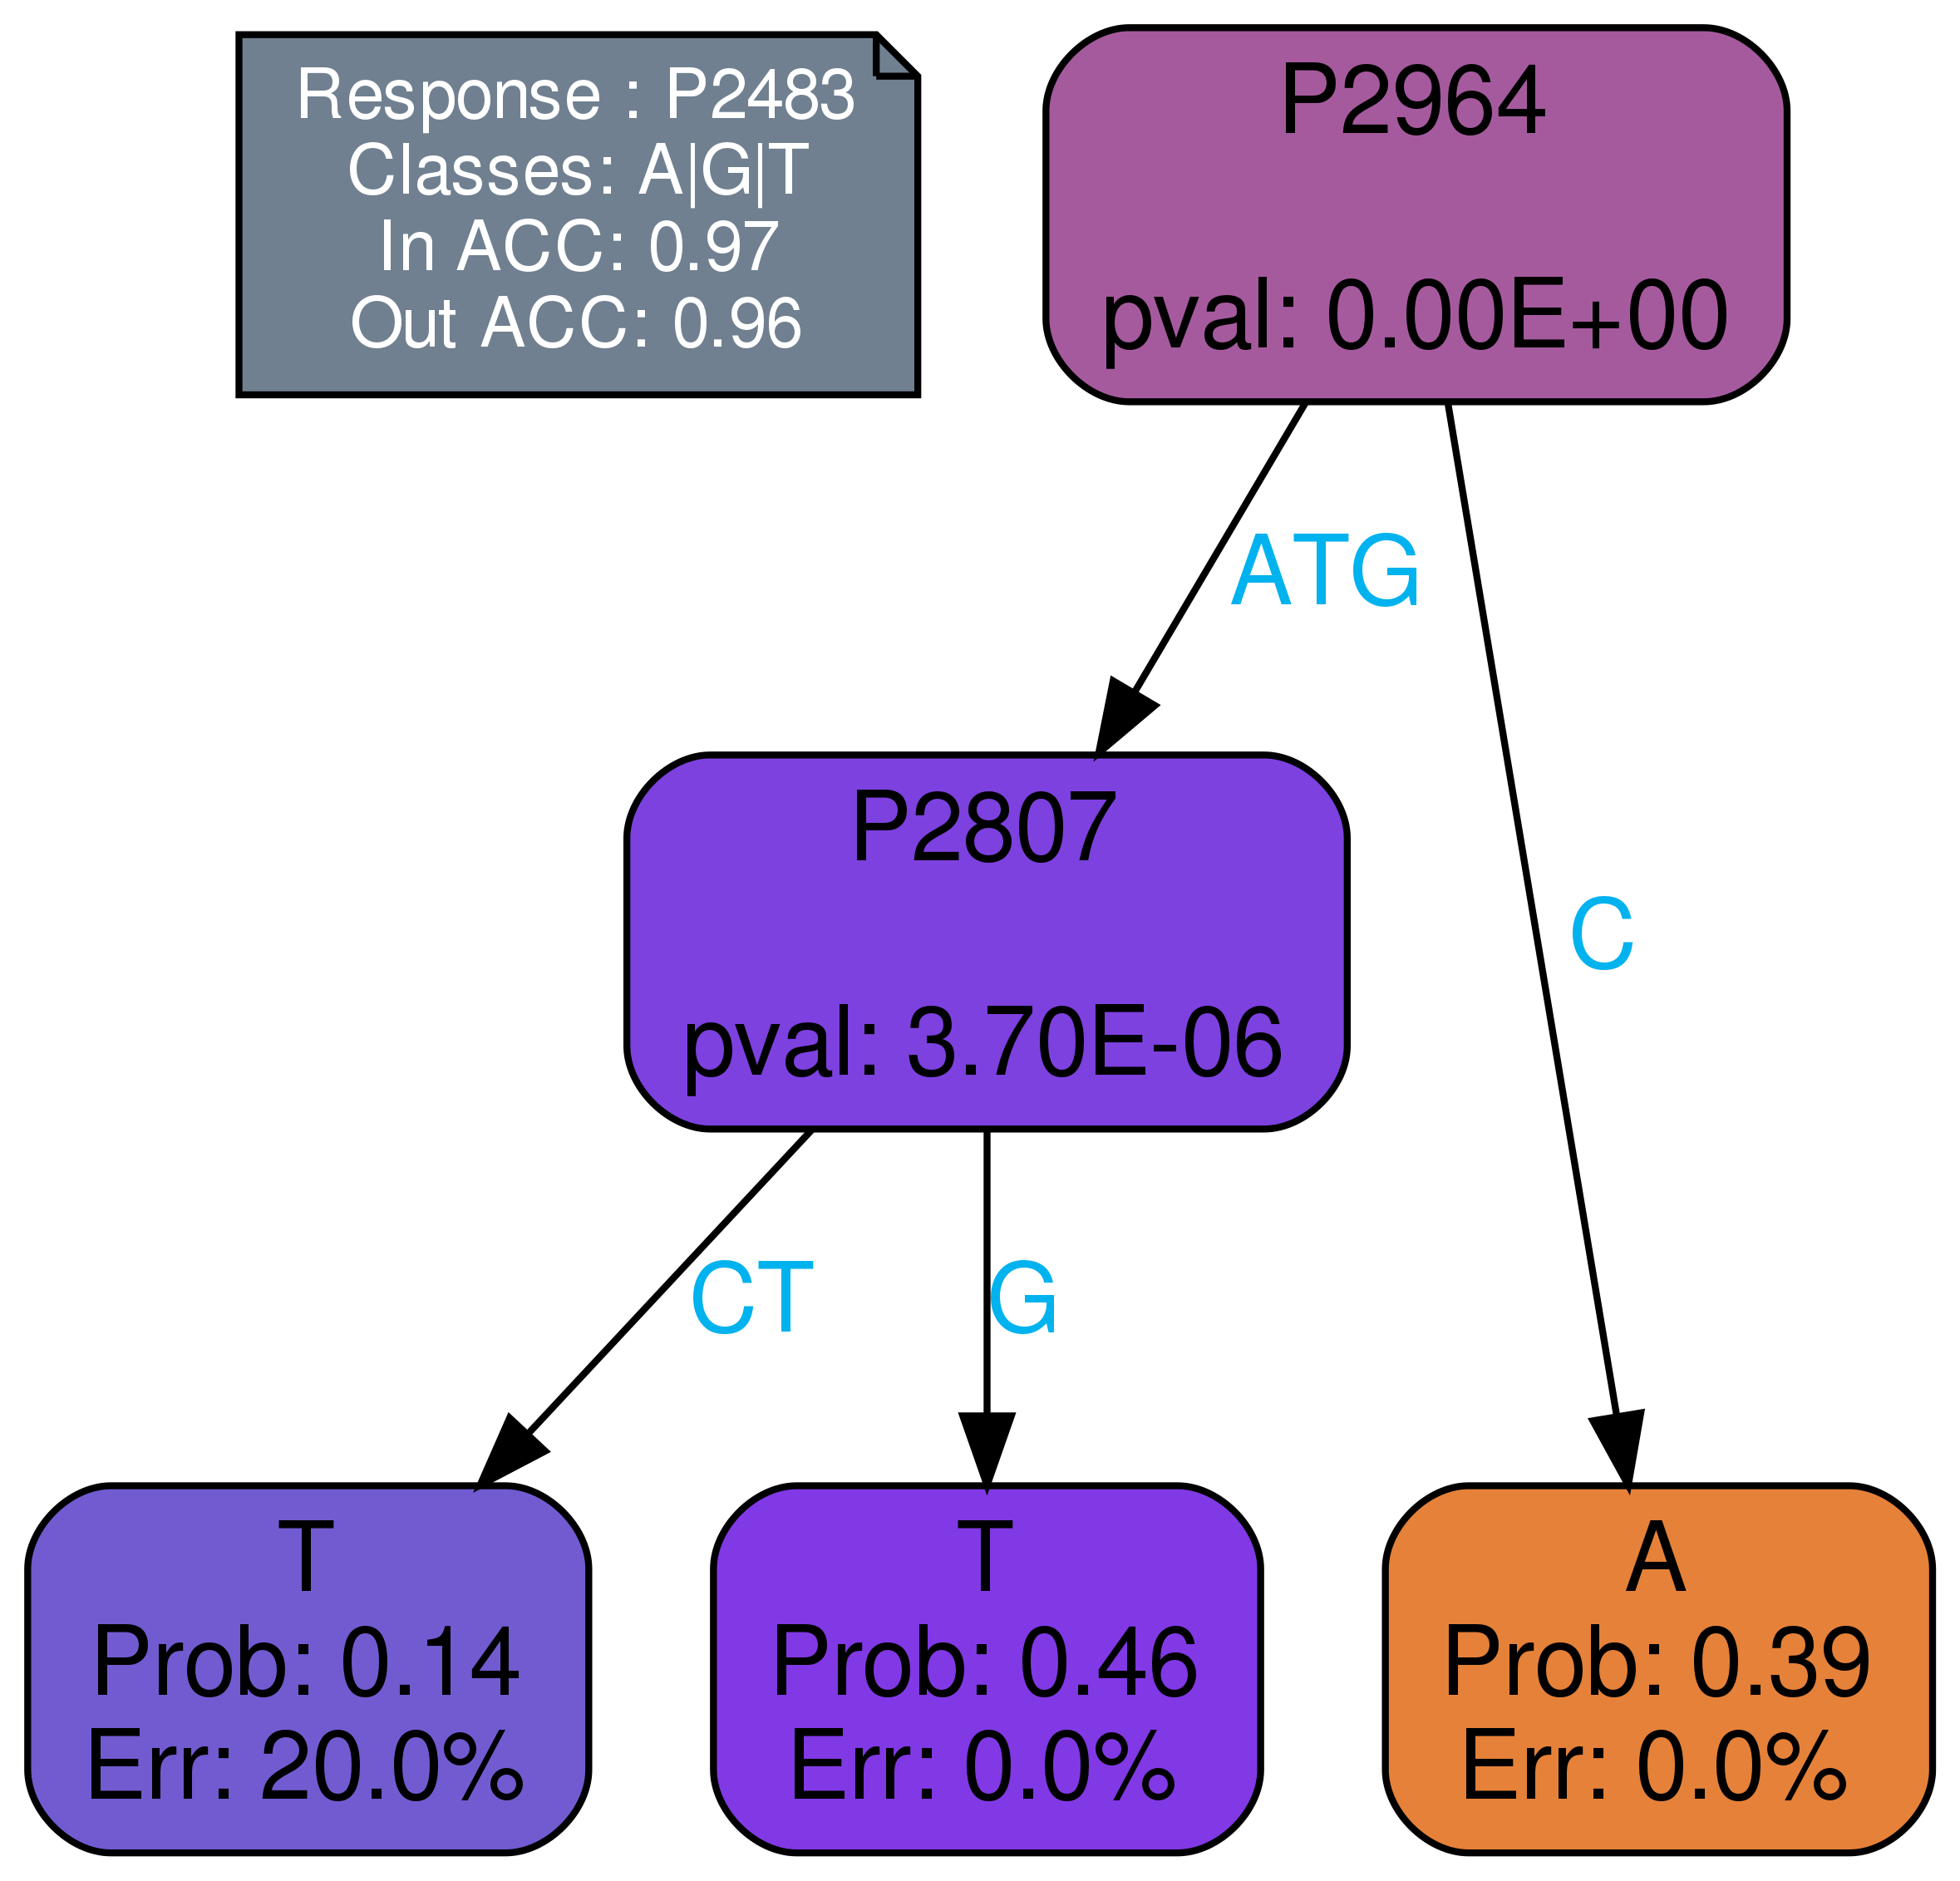 Response : P2483
Classes: A|G|T
In ACC: 0.97
Out ACC: 0.96
P2964
pval: 0.00E+00
ATG
C
P2807
pval: 3.70E-06
CT
G
T
Prob: 0.14
Err: 20.0%
T
Prob: 0.46
Err: 0.0%
A
Prob: 0.39
Err: 0.0%